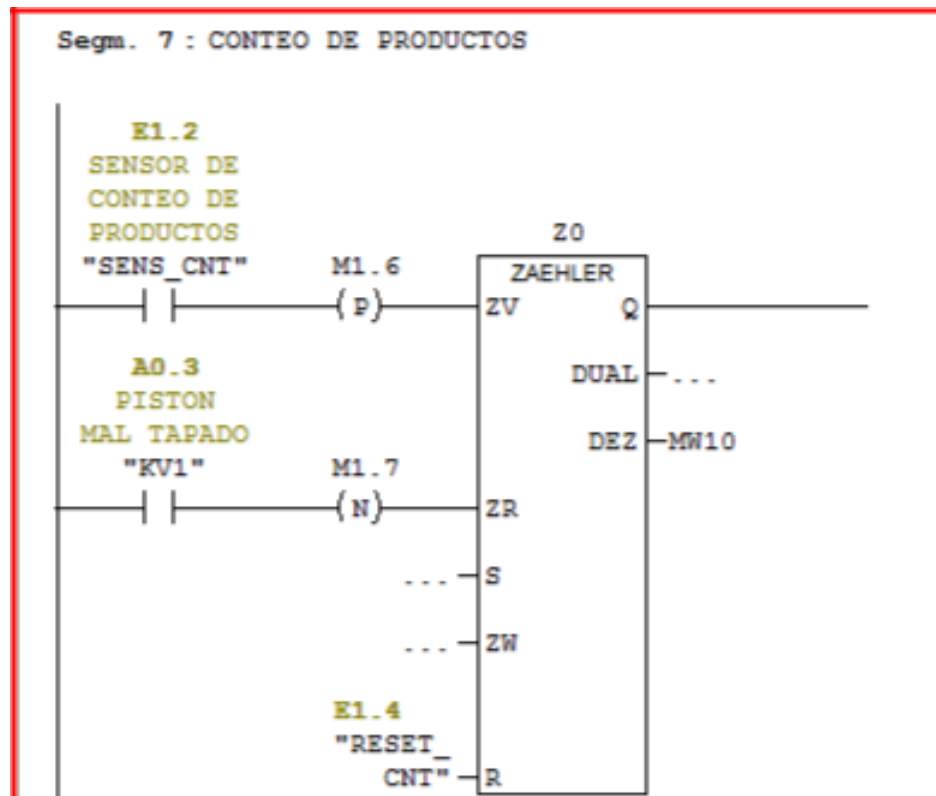 Segm. 7 : CONTEO DE PRODUCTOS
E1.2
SENSOR DE
CONTEO DE
PRODUCTOS
"SENS_CNT"
M1.6
(P)
Z0
ZAEHLER
ZV
Q
DUAL
...
DEZ
MW10
A0.3
PISTON
MAL TAPADO
"KV1"
M1.7
(N)
ZR
...
S
...
ZW
E1.4
"RESET_
CNT"
R